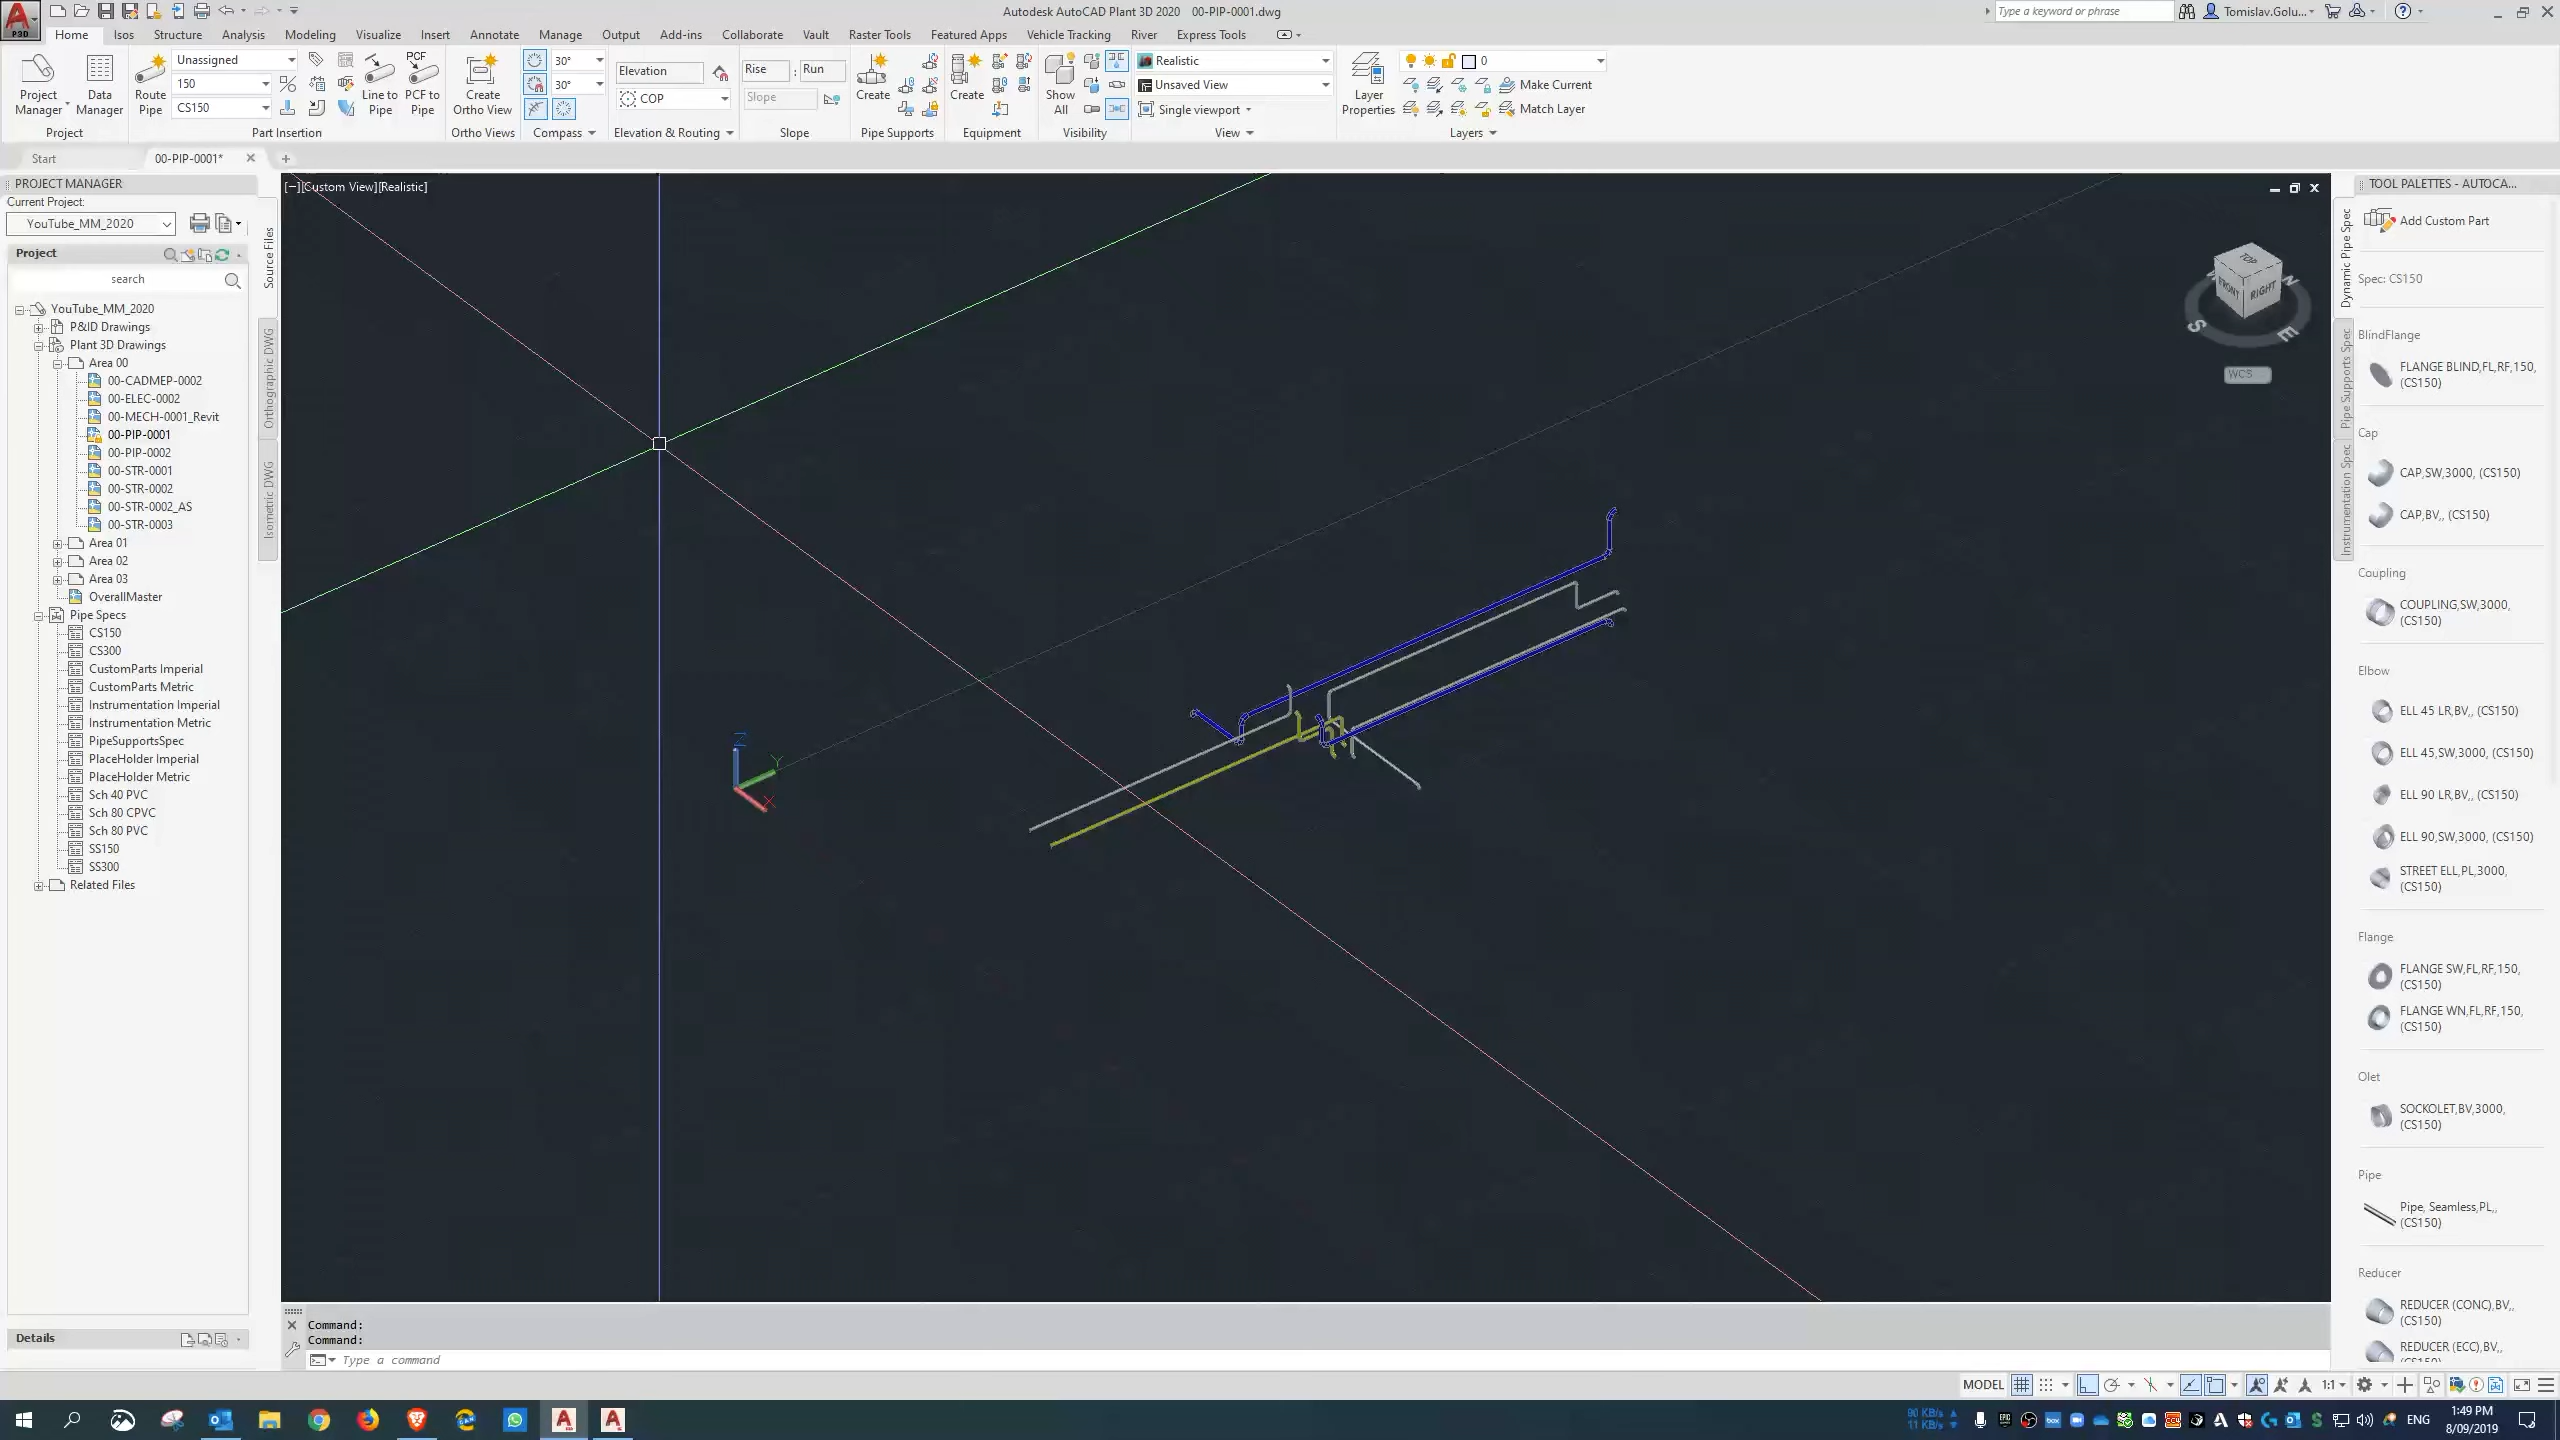 Autodesk AutoCAD Plant 3D 2020 00-PIP-0001.dwg
Type a keyword or phrase
Tomislav.Golu...
P3D
Home Isos Structure Analysis Modeling Visualize Insert Annotate Manage Output Add-ins Collaborate Vault Raster Tools Featured Apps Vehicle Tracking River Express Tools
Project Manager
Data Manager
Project
Route Pipe
Unassigned
150
CS150
Line to Pipe
PCF
PCF to Pipe
Part Insertion
Create Ortho View
Ortho Views
30°
30°
Compass
Elevation
COP
Elevation & Routing
Rise : Run
Slope
Slope
Create
Pipe Supports
Create
Equipment
Show All
Visibility
Realistic
Unsaved View
Single viewport
View
Layer Properties
0
Make Current
Match Layer
Layers
Start
00-PIP-0001*
PROJECT MANAGER
Current Project:
YouTube_MM_2020
Project
search
YouTube_MM_2020
P&ID Drawings
Plant 3D Drawings
Area 00
00-CADMEP-0002
00-ELEC-0002
00-MECH-0001_Revit
00-PIP-0001
00-PIP-0002
00-STR-0001
00-STR-0002
00-STR-0002_AS
00-STR-0003
Area 01
Area 02
Area 03
OverallMaster
Pipe Specs
CS150
CS300
CustomParts Imperial
CustomParts Metric
Instrumentation Imperial
Instrumentation Metric
PipeSupportsSpec
PlaceHolder Imperial
PlaceHolder Metric
Sch 40 PVC
Sch 80 CPVC
Sch 80 PVC
SS150
SS300
Related Files
Details
Source Files
Orthographic DWG
Isometric DWG
[−][Custom View][Realistic]
Z
Y
X
TOP
FRONT
RIGHT
N
S
E
WCS
Command:
Command:
Type a command
TOOL PALETTES - AUTOCA...
Dynamic Pipe Spec
Pipe Supports Spec
Instrumentation Spec
Add Custom Part
Spec: CS150
BlindFlange
FLANGE BLIND,FL,RF,150,
(CS150)
Cap
CAP,SW,3000, (CS150)
CAP,BV,, (CS150)
Coupling
COUPLING,SW,3000,
(CS150)
Elbow
ELL 45 LR,BV,, (CS150)
ELL 45,SW,3000, (CS150)
ELL 90 LR,BV,, (CS150)
ELL 90,SW,3000, (CS150)
STREET ELL,PL,3000,
(CS150)
Flange
FLANGE SW,FL,RF,150,
(CS150)
FLANGE WN,FL,RF,150,
(CS150)
Olet
SOCKOLET,BV,3000,
(CS150)
Pipe
Pipe, Seamless,PL,,
(CS150)
Reducer
REDUCER (CONC),BV,,
(CS150)
REDUCER (ECC),BV,,
MODEL
1:1
90 KB/s
11 KB/s
ENG
1:49 PM
8/09/2019